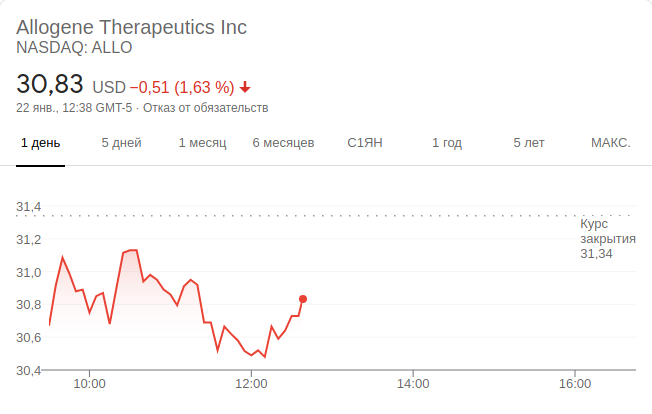 Allogene Therapeutics Inc
NASDAQ: ALLO
30,83 USD −0,51 (1,63 %)
22 янв., 12:38 GMT-5 · Отказ от обязательств
1 день 5 дней 1 месяц 6 месяцев С1ЯН 1 год 5 лет МАКС.
31,4
Курс
закрытия
31,34
31,2
31,0
30,8
30,6
30,4
10:00 12:00 14:00 16:00